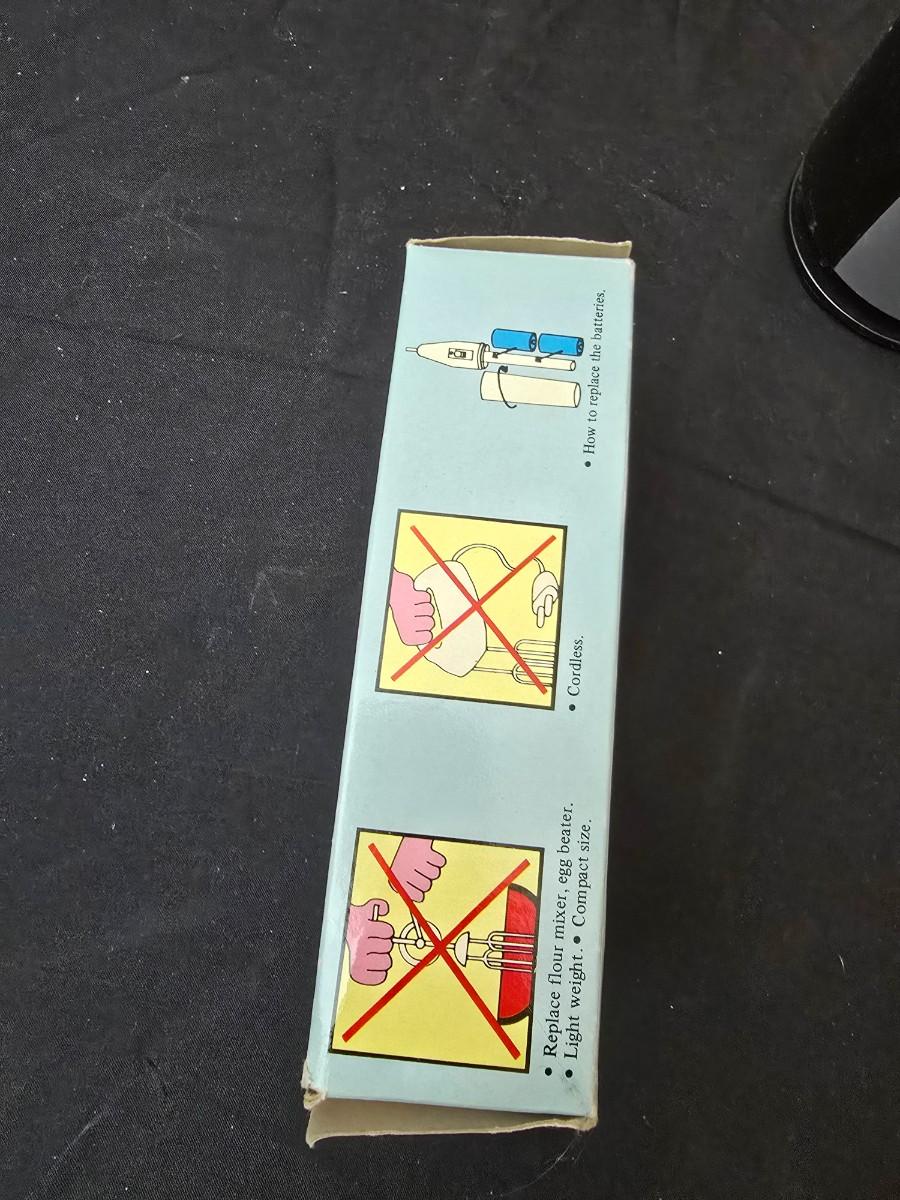 • Replace flour mixer, egg beater.
• Light weight. • Compact size.
• Cordless.
• How to replace the batteries.